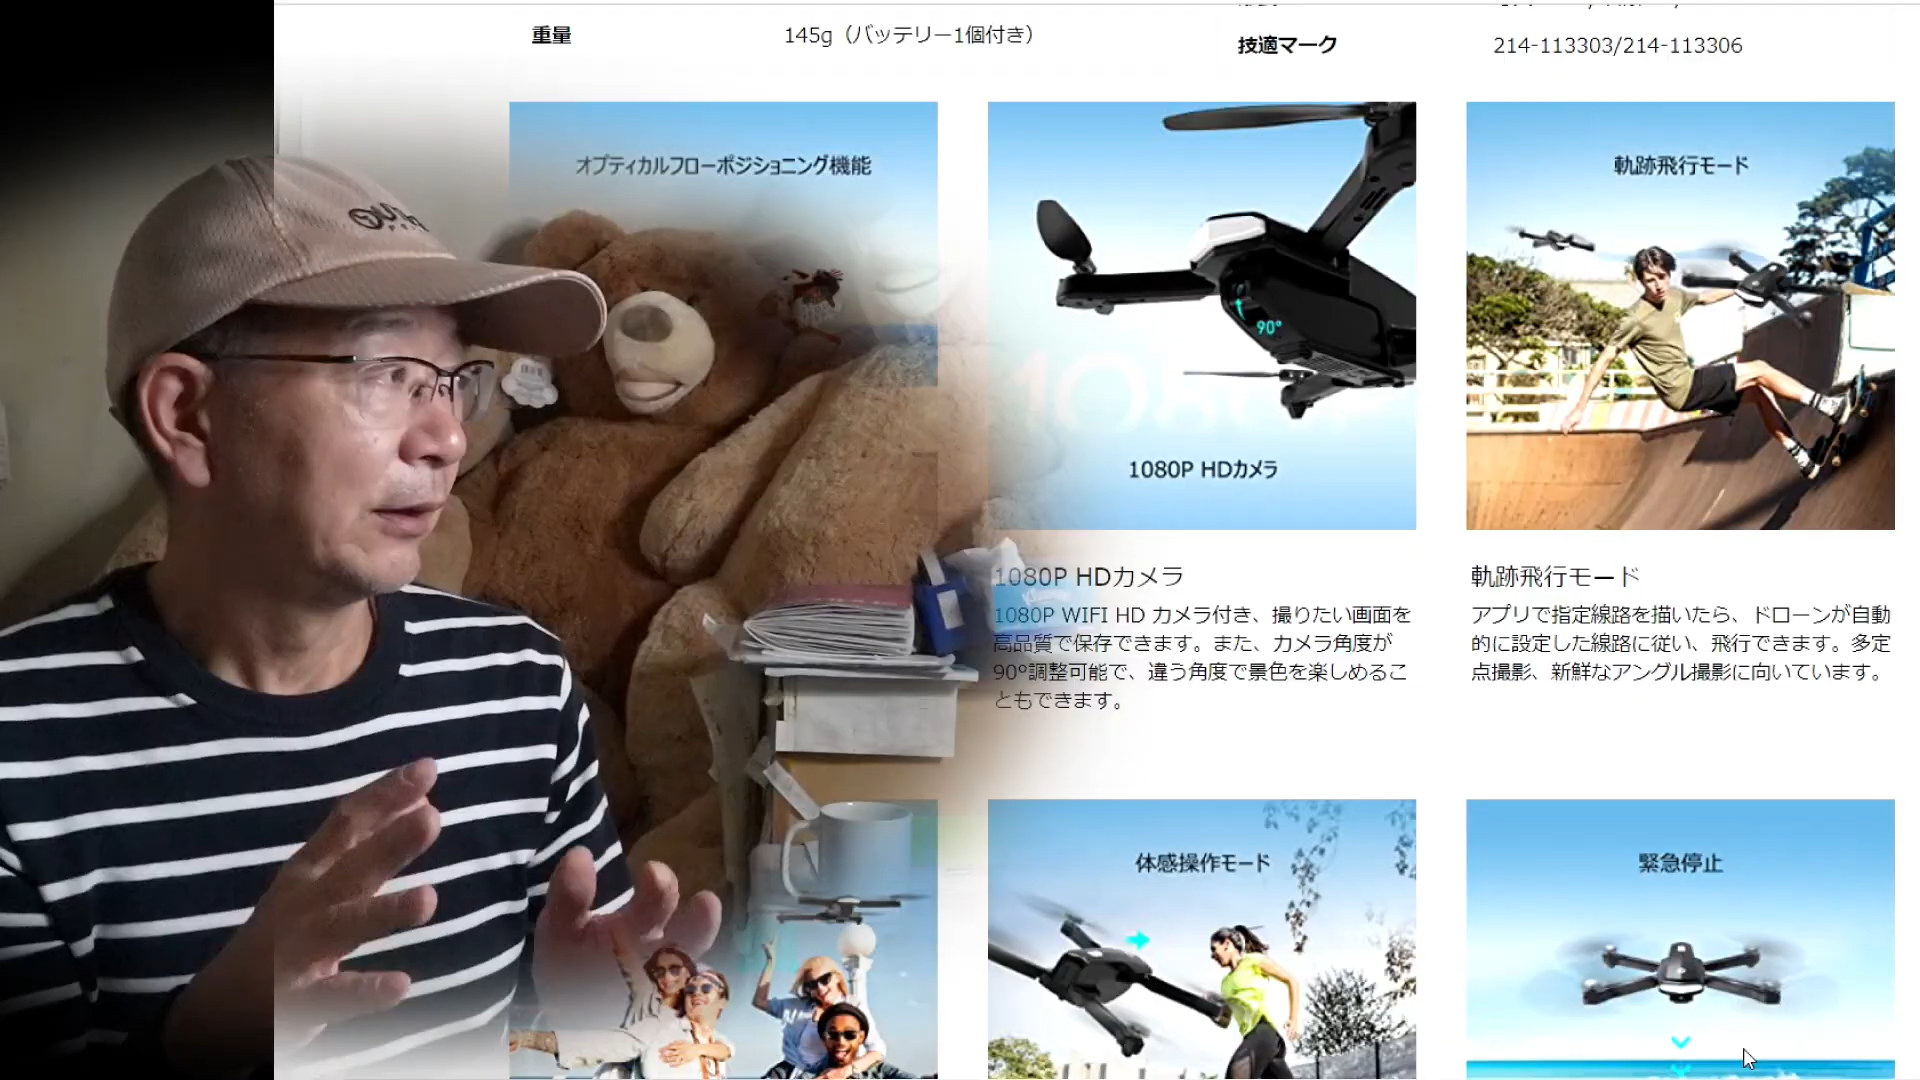 重量
145g（バッテリー1個付き）
技適マーク
214-113303/214-113306
オプティカルフローポジショニング機能
90°
1080P HDカメラ
軌跡飛行モード
1080P HDカメラ
1080P WIFI HD カメラ付き、撮りたい画面を
高品質で保存できます。また、カメラ角度が
90°調整可能で、違う角度で景色を楽しめるこ
ともできます。
軌跡飛行モード
アプリで指定線路を描いたら、ドローンが自動
的に設定した線路に従い、飛行できます。多定
点撮影、新鮮なアングル撮影に向いています。
体感操作モード
緊急停止